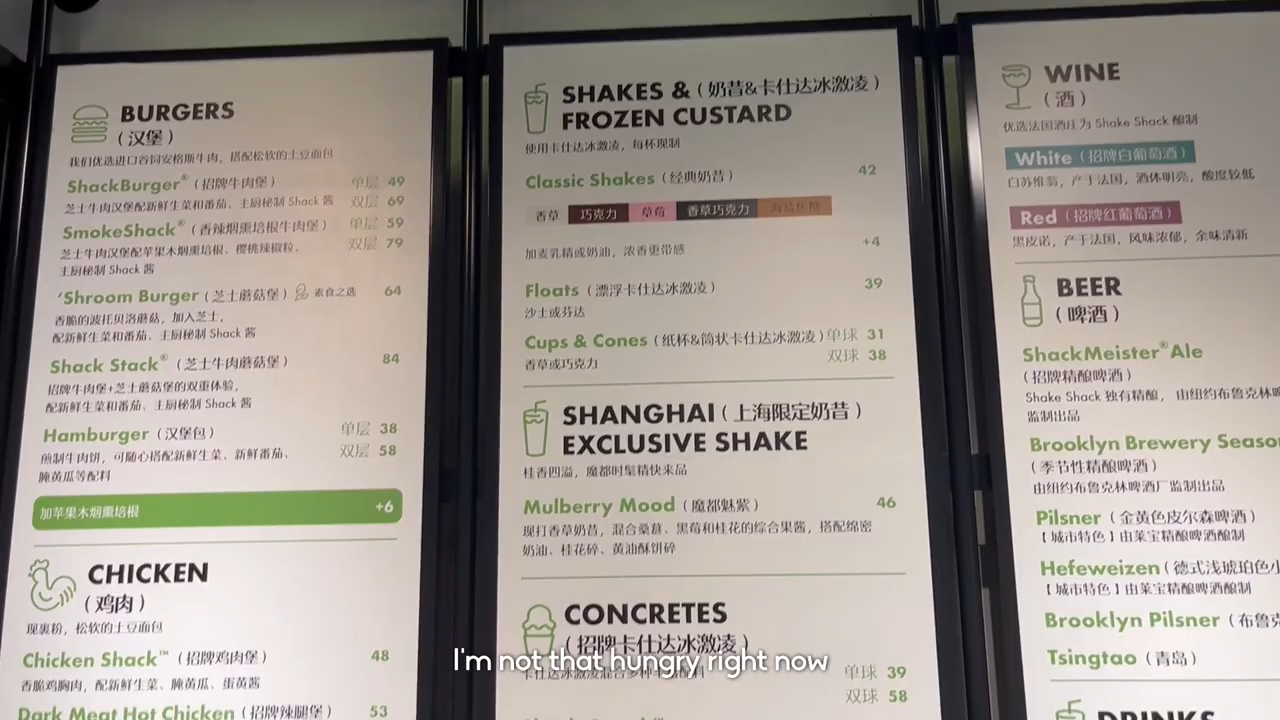 BURGERS
(汉堡)
我们优选进口谷饲安格斯牛肉，搭配松软的土豆面包
ShackBurger® (招牌牛肉堡) 单层 49
芝士牛肉汉堡配新鲜生菜和番茄、主厨秘制 Shack 酱 双层 69
SmokeShack® (香辣烟熏培根牛肉堡) 单层 59
芝士牛肉汉堡配苹果木烟熏培根、樱桃辣椒粒、 双层 79
主厨秘制 Shack 酱
'Shroom Burger (芝士蘑菇堡) 素食之选 64
香脆的波托贝洛蘑菇，加入芝士，
配新鲜生菜和番茄、主厨秘制 Shack 酱
Shack Stack® (芝士牛肉蘑菇堡) 84
招牌牛肉堡+芝士蘑菇堡的双重体验，
配新鲜生菜和番茄、主厨秘制 Shack 酱
Hamburger (汉堡包) 单层 38
煎制牛肉饼，可随心搭配新鲜生菜、新鲜番茄、 双层 58
腌黄瓜等配料
加苹果木烟熏培根 +6
CHICKEN
(鸡肉)
现裹粉，松软的土豆面包
Chicken Shack™ (招牌鸡肉堡) 48
香脆鸡胸肉，配新鲜生菜、腌黄瓜、蛋黄酱
Dark Meat Hot Chicken (招牌辣腿堡) 53
SHAKES & (奶昔&卡仕达冰激凌)
FROZEN CUSTARD
使用卡仕达冰激凌，每杯现制
Classic Shakes (经典奶昔) 42
香草 巧克力 草莓 香草巧克力 海盐焦糖
加麦乳精或奶油，浓香更带感 +4
Floats (漂浮卡仕达冰激凌) 39
沙士或芬达
Cups & Cones (纸杯&筒状卡仕达冰激凌) 单球 31
香草或巧克力 双球 38
SHANGHAI (上海限定奶昔)
EXCLUSIVE SHAKE
桂香四溢，魔都时髦精快来品
Mulberry Mood (魔都魅紫) 46
现打香草奶昔，混合桑葚、黑莓和桂花的综合果酱，搭配绵密
奶油、桂花碎、黄油酥饼碎
CONCRETES
(招牌卡仕达冰激凌)
单球 39
双球 58
WINE
(酒)
优选法国酒庄为 Shake Shack 酿制
White (招牌白葡萄酒)
白苏维翁，产于法国，酒体明亮，酸度较低
Red (招牌红葡萄酒)
黑皮诺，产于法国，风味浓郁，余味清新
BEER
(啤酒)
ShackMeister® Ale
(招牌精酿啤酒)
Shake Shack 独有精酿，由纽约布鲁克林啤
监制出品
Brooklyn Brewery Seaso
(季节性精酿啤酒)
由纽约布鲁克林啤酒厂监制出品
Pilsner (金黄色皮尔森啤酒)
【城市特色】由莱宝精酿啤酒酿制
Hefeweizen (德式浅琥珀色小
【城市特色】由莱宝精酿啤酒酿制
Brooklyn Pilsner (布鲁克
Tsingtao (青岛)
DRINKS
I'm not that hungry right now